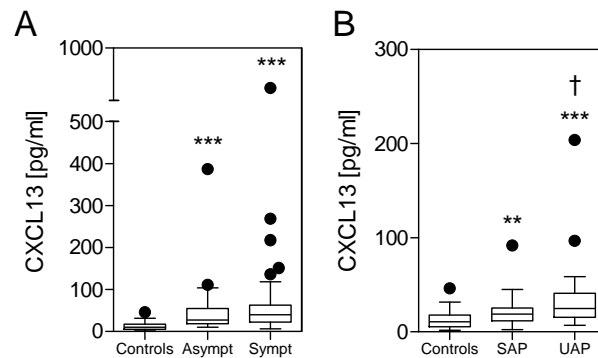 A
CXCL13 [pg/ml]
1000
500
400
300
200
100
0
***
***
Controls Asympt Sympt
B
CXCL13 [pg/ml]
300
200
100
0
**
†
***
Controls SAP UAP